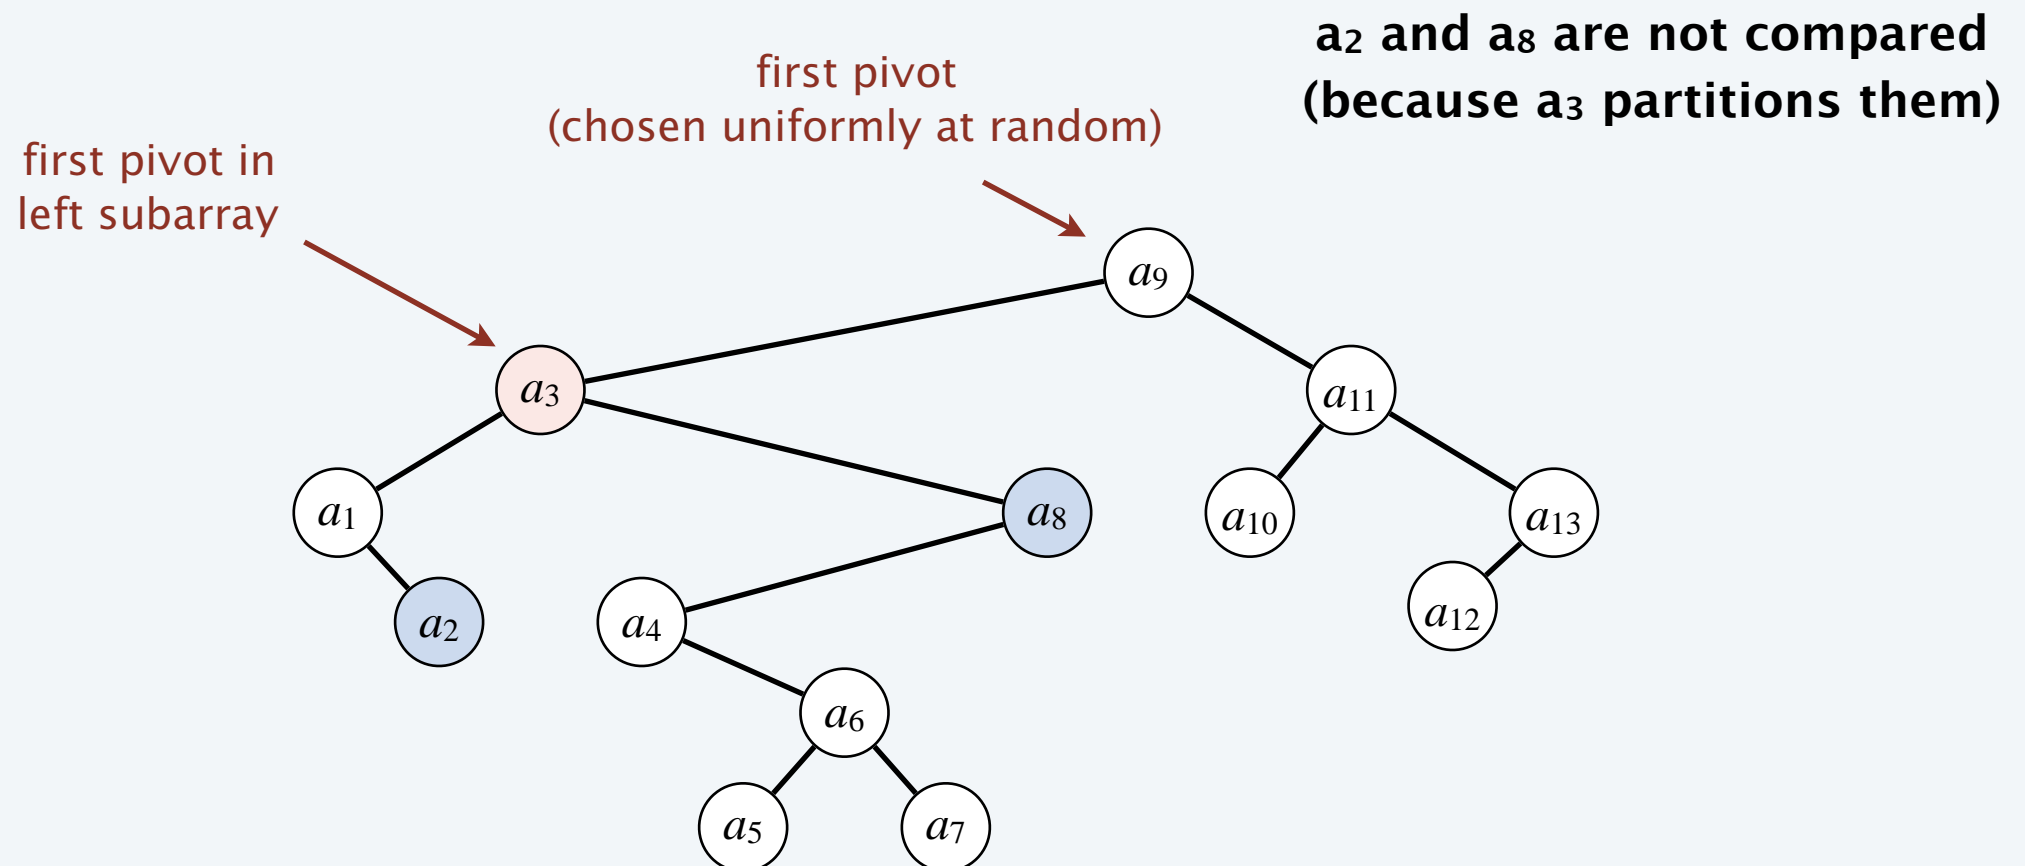 a₂ and a₈ are not compared
(because a₃ partitions them)
first pivot
(chosen uniformly at random)
first pivot in
left subarray
a₉
a₃
a₁₁
a₁
a₈
a₁₀
a₁₃
a₂
a₄
a₁₂
a₆
a₅
a₇